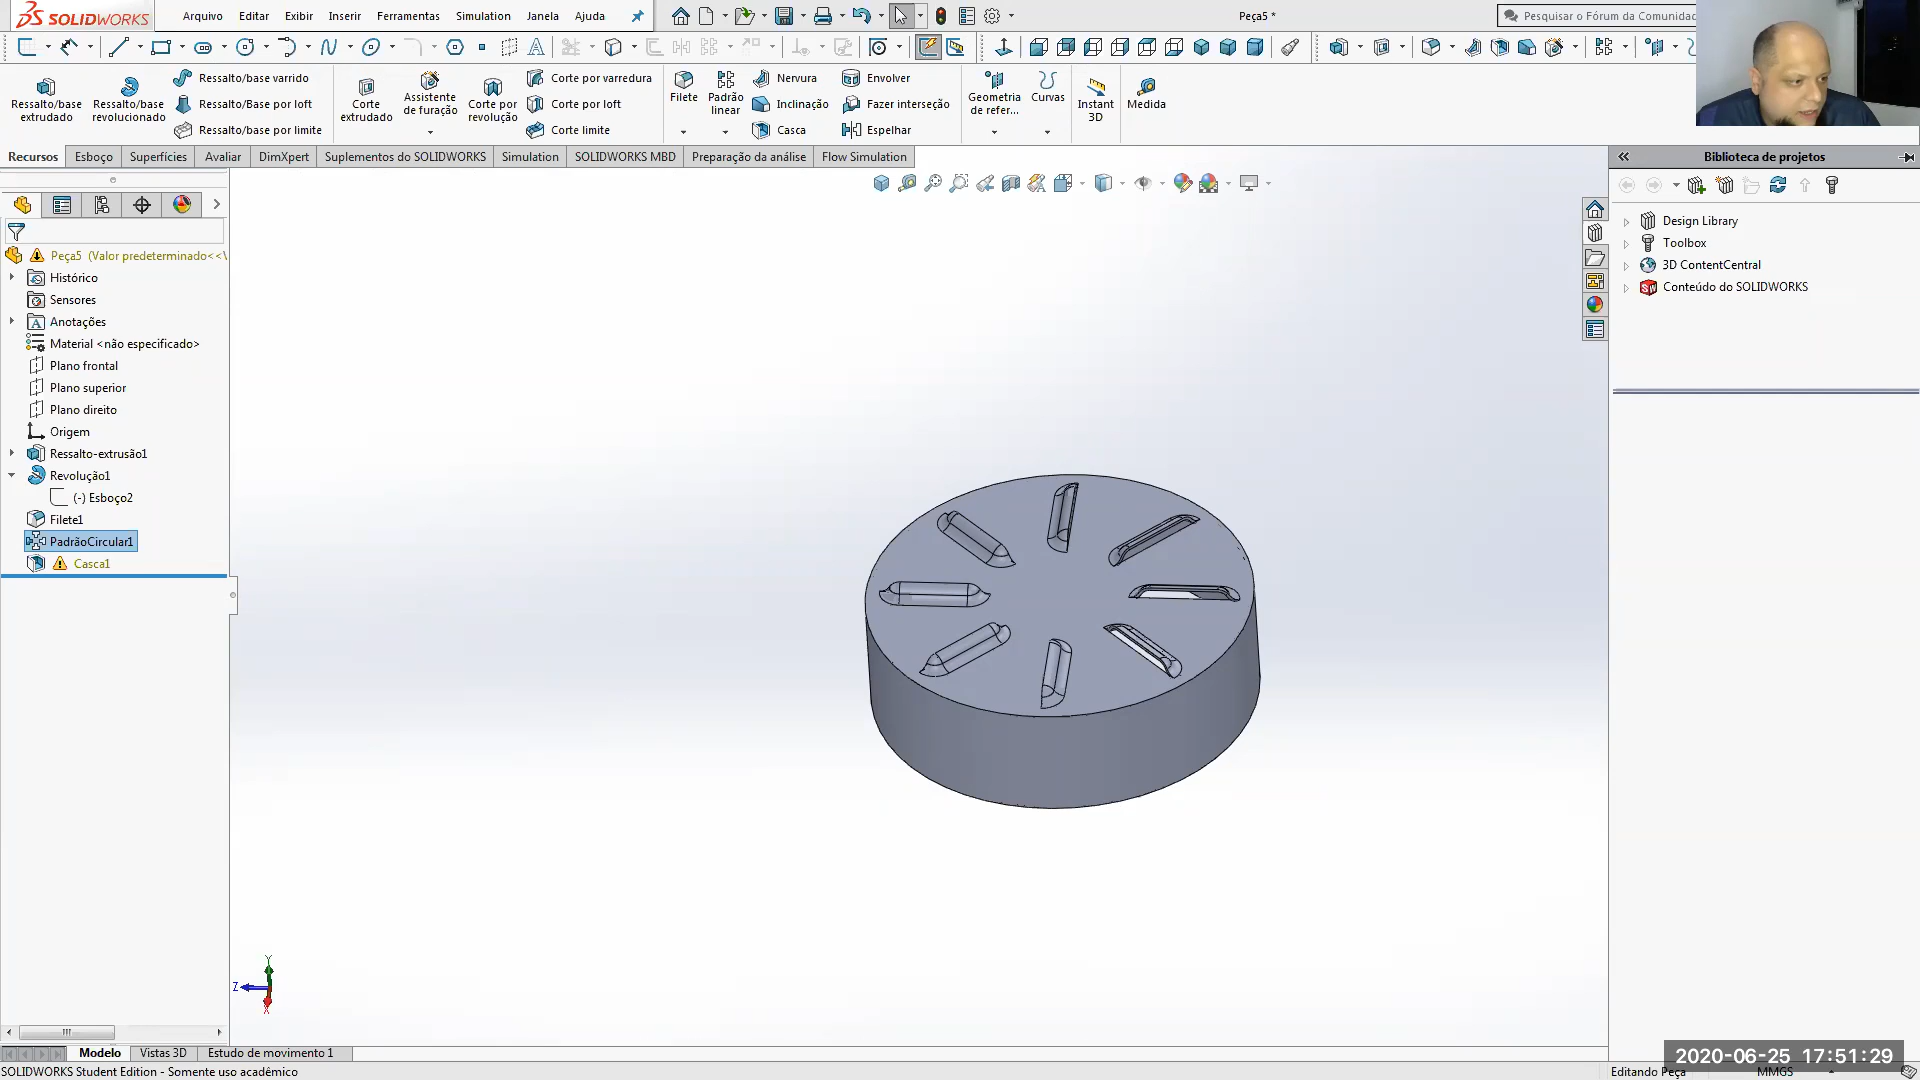 SOLIDWORKS
Arquivo Editar Exibir Inserir Ferramentas Simulation Janela Ajuda
Peça5 *
Pesquisar o Fórum da Comunidad
Ressalto/base extrudado
Ressalto/base revolucionado
Ressalto/base varrido
Ressalto/Base por loft
Ressalto/base por limite
Corte extrudado
Assistente de furação
Corte por revolução
Corte por varredura
Corte por loft
Corte limite
Filete
Padrão linear
Nervura
Inclinação
Casca
Envolver
Fazer interseção
Espelhar
Geometria de refer...
Curvas
Instant 3D
Medida
Recursos Esboço Superfícies Avaliar DimXpert Suplementos do SOLIDWORKS Simulation SOLIDWORKS MBD Preparação da análise Flow Simulation
Peça5 (Valor predeterminado<<\
Histórico
Sensores
Anotações
Material <não especificado>
Plano frontal
Plano superior
Plano direito
Origem
Ressalto-extrusão1
Revolução1
(-) Esboço2
Filete1
PadrãoCircular1
Casca1
Biblioteca de projetos
Design Library
Toolbox
3D ContentCentral
Conteúdo do SOLIDWORKS
Y
Z
X
Modelo Vistas 3D Estudo de movimento 1
SOLIDWORKS Student Edition - Somente uso acadêmico
Editando Peça
MMGS
2020-06-25 17:51:29